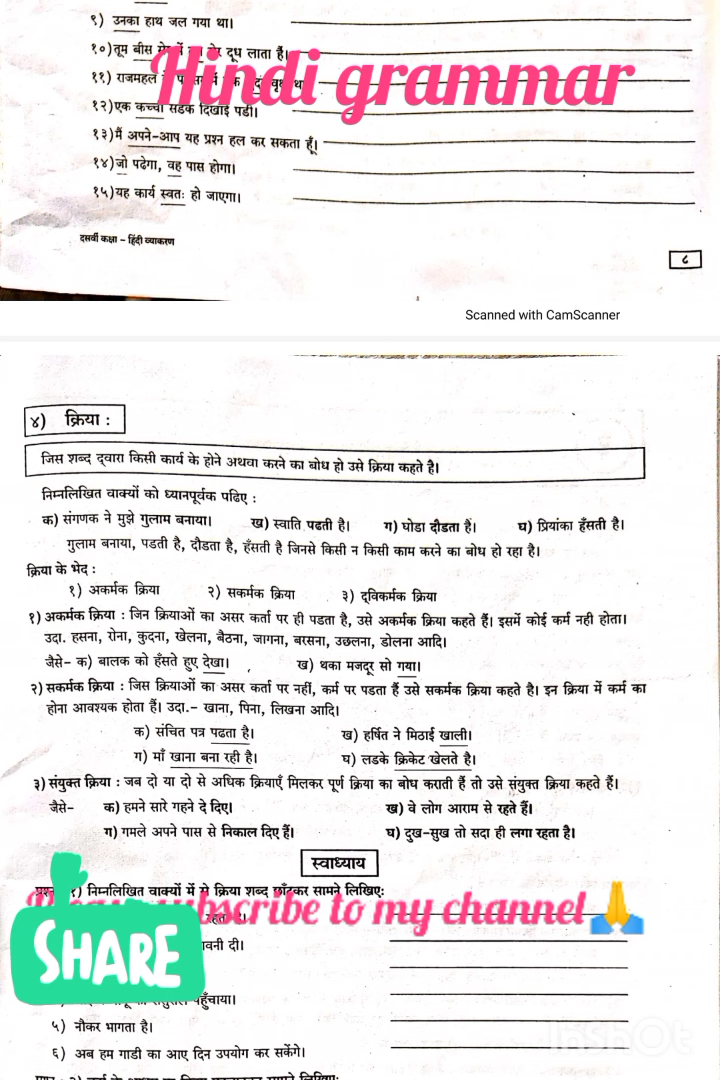 ९) उनका हाथ जल गया था।
१०)तूम बीस में सेर दूध लाता हैं।
Hindi grammar
११) राजमहल में एक वृक्ष था
१२)एक कच्ची सडक दिखाई पडी।
१३)मैं अपने-आप यह प्रश्न हल कर सकता हूँ।
१४)जो पढेगा, वह पास होगा।
१५)यह कार्य स्वतः हो जाएगा।
दसवीं कक्षा - हिंदी व्याकरण
८
Scanned with CamScanner
४) क्रिया :
जिस शब्द द्वारा किसी कार्य के होने अथवा करने का बोध हो उसे क्रिया कहते है।
निम्नलिखित वाक्यों को ध्यानपूर्वक पढिए :
क) संगणक ने मुझे गुलाम बनाया। ख) स्वाति पढती है। ग) घोडा दौडता है। घ) प्रियांका हँसती है।
गुलाम बनाया, पडती है, दौडता है, हँसती है जिनसे किसी न किसी काम करने का बोध हो रहा है।
क्रिया के भेद :
१) अकर्मक क्रिया २) सकर्मक क्रिया ३) द्विकर्मक क्रिया
१) अकर्मक क्रिया : जिन क्रियाओं का असर कर्ता पर ही पडता है, उसे अकर्मक क्रिया कहते हैं। इसमें कोई कर्म नही होता।
उदा. हसना, रोना, कुदना, खेलना, बैठना, जागना, बरसना, उछलना, डोलना आदि।
जैसे- क) बालक को हँसते हुए देखा। ख) थका मजदूर सो गया।
२) सकर्मक क्रिया : जिस क्रियाओं का असर कर्ता पर नहीं, कर्म पर पडता हैं उसे सकर्मक क्रिया कहते है। इन क्रिया में कर्म का
होना आवश्यक होता हैं। उदा.- खाना, पिना, लिखना आदि।
क) संचित पत्र पढता है। ख) हर्षित ने मिठाई खाली।
ग) माँ खाना बना रही है। घ) लडके क्रिकेट खेलते है।
३) संयुक्त क्रिया : जब दो या दो से अधिक क्रियाएँ मिलकर पूर्ण क्रिया का बोध कराती हैं तो उसे संयुक्त क्रिया कहते हैं।
जैसे- क) हमने सारे गहने दे दिए। ख) वे लोग आराम से रहते हैं।
ग) गमले अपने पास से निकाल दिए हैं। घ) दुख-सुख तो सदा ही लगा रहता है।
स्वाध्याय
१) निम्नलिखित वाक्यों में से क्रिया शब्द छाँटकर सामने लिखिए:
subscribe to my channel
SHARE
दी।
पहुँचाया।
५) नौकर भागता है।
InShOt
६) अब हम गाडी का आए दिन उपयोग कर सकेंगे।